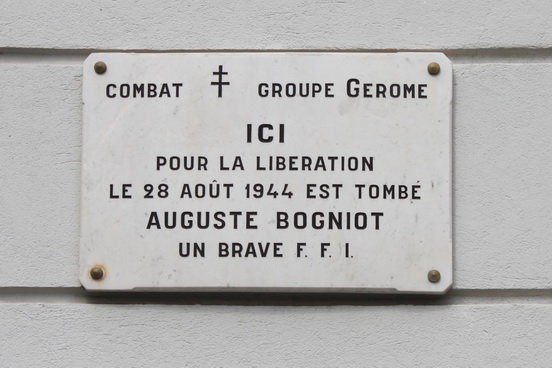 COMBAT ‡ GROUPE GEROME
ICI
POUR LA LIBERATION
LE 28 AOÛT 1944 EST TOMBÉ
AUGUSTE BOGNIOT
UN BRAVE F. F. I.